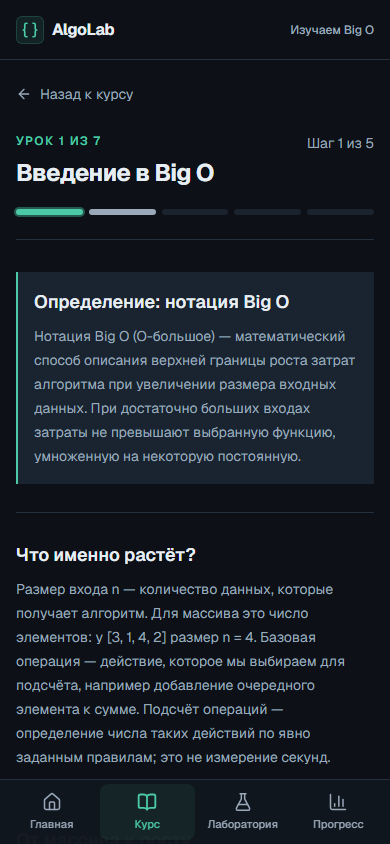 { } AlgoLab
Изучаем Big O
← Назад к курсу
УРОК 1 ИЗ 7
Шаг 1 из 5
Введение в Big O
Определение: нотация Big O
Нотация Big O (О-большое) — математический
способ описания верхней границы роста затрат
алгоритма при увеличении размера входных
данных. При достаточно больших входах
затраты не превышают выбранную функцию,
умноженную на некоторую постоянную.
Что именно растёт?
Размер входа n — количество данных, которые
получает алгоритм. Для массива это число
элементов: у [3, 1, 4, 2] размер n = 4. Базовая
операция — действие, которое мы выбираем для
подсчёта, например добавление очередного
элемента к сумме. Подсчёт операций —
определение числа таких действий по явно
заданным правилам; это не измерение секунд.
Главная
Курс
Лаборатория
Прогресс